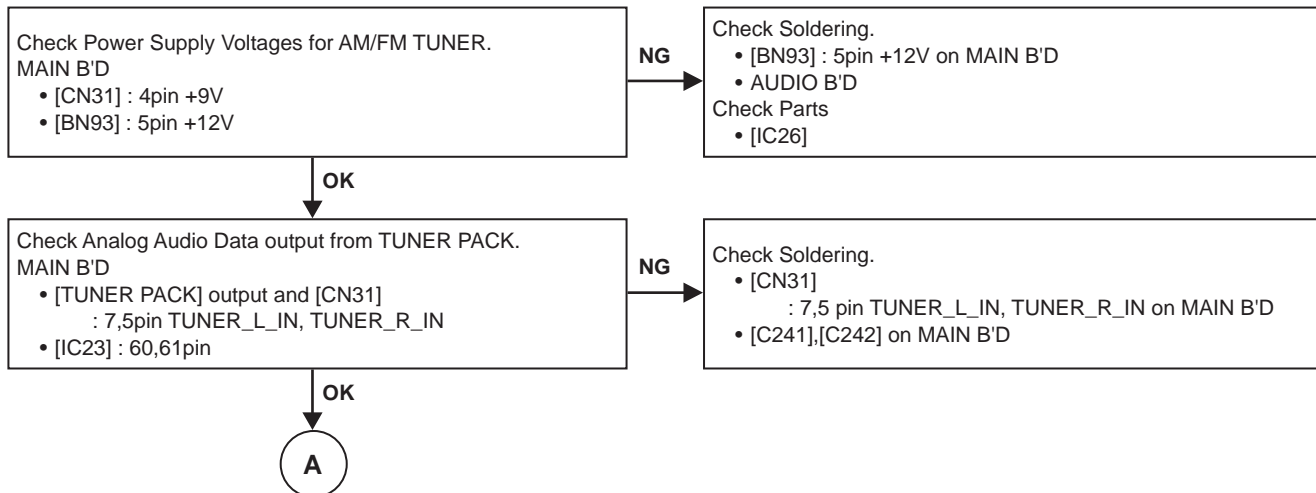 Check Power Supply Voltages for AM/FM TUNER.
MAIN B'D
• [CN31] : 4pin +9V
• [BN93] : 5pin +12V
NG
Check Soldering.
• [BN93] : 5pin +12V on MAIN B'D
• AUDIO B'D
Check Parts
• [IC26]
OK
Check Analog Audio Data output from TUNER PACK.
MAIN B'D
• [TUNER PACK] output and [CN31]
: 7,5pin TUNER_L_IN, TUNER_R_IN
• [IC23] : 60,61pin
NG
Check Soldering.
• [CN31]
: 7,5 pin TUNER_L_IN, TUNER_R_IN on MAIN B'D
• [C241],[C242] on MAIN B'D
OK
A